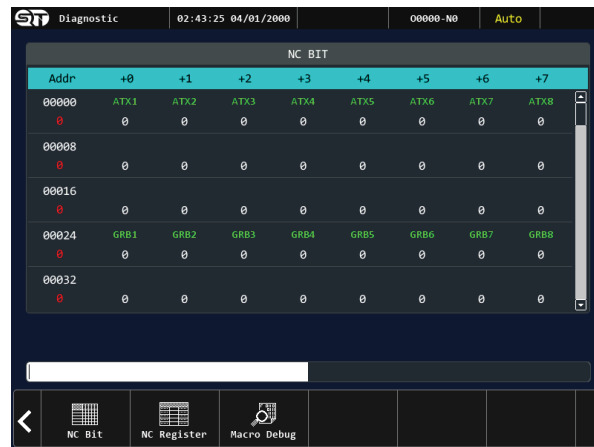 Diagnostic 02:43:25 04/01/2000 O0000-N0 Auto
NC BIT
Addr +0 +1 +2 +3 +4 +5 +6 +7
00000 ATX1 ATX2 ATX3 ATX4 ATX5 ATX6 ATX7 ATX8
0 0 0 0 0 0 0 0 0
00008
0 0 0 0 0 0 0 0 0
00016
0 0 0 0 0 0 0 0 0
00024 GRB1 GRB2 GRB3 GRB4 GRB5 GRB6 GRB7 GRB8
0 0 0 0 0 0 0 0 0
00032
0 0 0 0 0 0 0 0 0
NC Bit NC Register Macro Debug